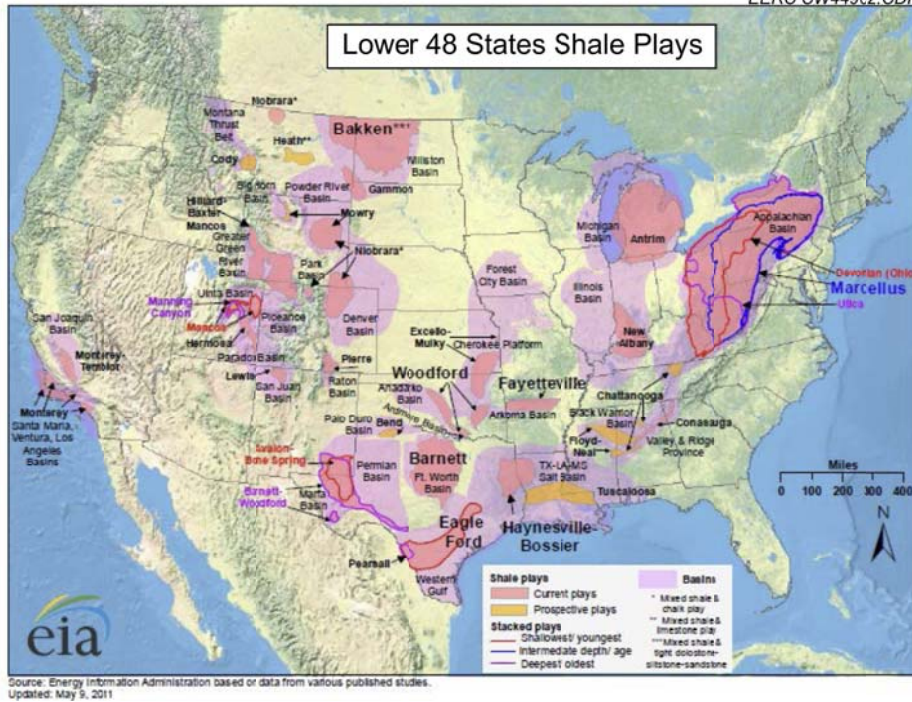 EERC CW44902.CDR
Lower 48 States Shale Plays
Niobrara*
Montana
Thrust
Belt
Bakken***
Heath**
Cody
Williston
Basin
Bighorn
Basin
Powder River
Basin
Gammon
Hilliard-
Baxter-
Mancos
Mowry
Greater
Green
River
Basin
Niobrara*
Park
Basin
Michigan
Basin
Antrim
Appalachian
Basin
Devonian (Ohio)
Marcellus
Utica
Forest
City Basin
Illinois
Basin
Uinta Basin
Manning
Canyon
Mancos
Piceance
Basin
Hermosa
Denver
Basin
Paradox Basin
San Joaquin
Basin
Monterey-
Temblor
Excello-
Mulky
Cherokee Platform
New
Albany
Lewis
San Juan
Basin
Pierre
Raton
Basin
Woodford
Anadarko
Basin
Fayetteville
Chattanooga
Monterey
Santa Maria,
Ventura, Los
Angeles
Basins
Ardmore Basin
Palo Duro
Basin
Bend
Arkoma Basin
Black Warrior
Basin
Conasauga
Floyd-
Neal
Valley & Ridge
Province
Avalon-
Bone Spring
Permian
Basin
Barnett
Ft. Worth
Basin
TX-LA-MS
Salt Basin
Tuscaloosa
Barnett-
Woodford
Marfa
Basin
Eagle
Ford
Haynesville-
Bossier
Pearsall
Western
Gulf
Miles
0 100 200 300 400
N
Shale plays
Current plays
Prospective plays
Stacked plays
Shallowest/ youngest
Intermediate depth/ age
Deepest oldest
Basins
* Mixed shale &
chalk play
** Mixed shale &
limestone play
*** Mixed shale &
tight dolostone-
siltstone-sandstone
eia
Source: Energy Information Administration based on data from various published studies.
Updated: May 9, 2011